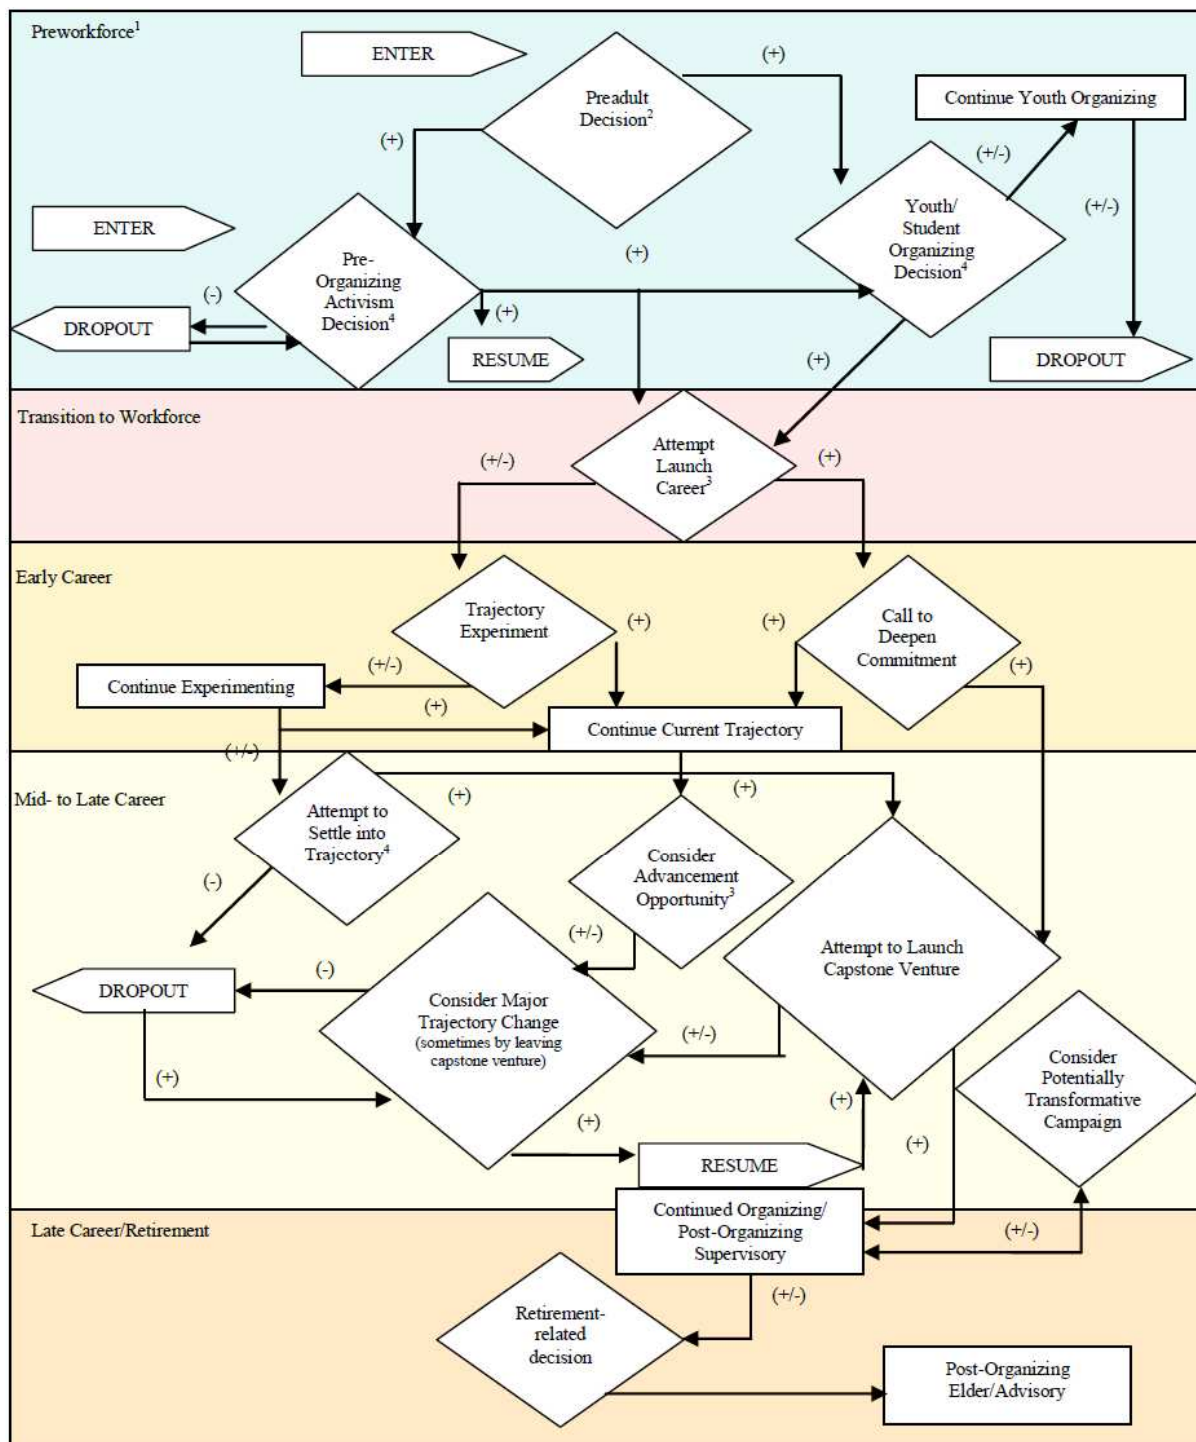 Preworkforce¹
ENTER
(+)
Preadult
Decision²
Continue Youth Organizing
(+)
(+/-)
ENTER
Youth/
Student
Organizing
Decision⁴
(+/-)
(+)
Pre-
Organizing
Activism
Decision⁴
(-)
(+)
DROPOUT
RESUME
(+)
DROPOUT
Transition to Workforce
Attempt
Launch
Career³
(+/-)
(+)
Early Career
Trajectory
Experiment
(+)
(+)
Call to
Deepen
Commitment
(+/-)
(+)
Continue Experimenting
(+)
Continue Current Trajectory
(+/-)
Mid- to Late Career
(+)
(+)
Attempt to
Settle into
Trajectory⁴
Consider
Advancement
Opportunity³
(-)
(+/-)
Attempt to Launch
Capstone Venture
(-)
DROPOUT
Consider Major
Trajectory Change
(sometimes by leaving
capstone venture)
(+/-)
Consider
Potentially
Transformative
Campaign
(+)
(+)
(+)
(+)
RESUME
Late Career/Retirement
Continued Organizing/
Post-Organizing
Supervisory
(+/-)
(+/-)
Retirement-
related
decision
Post-Organizing
Elder/Advisory